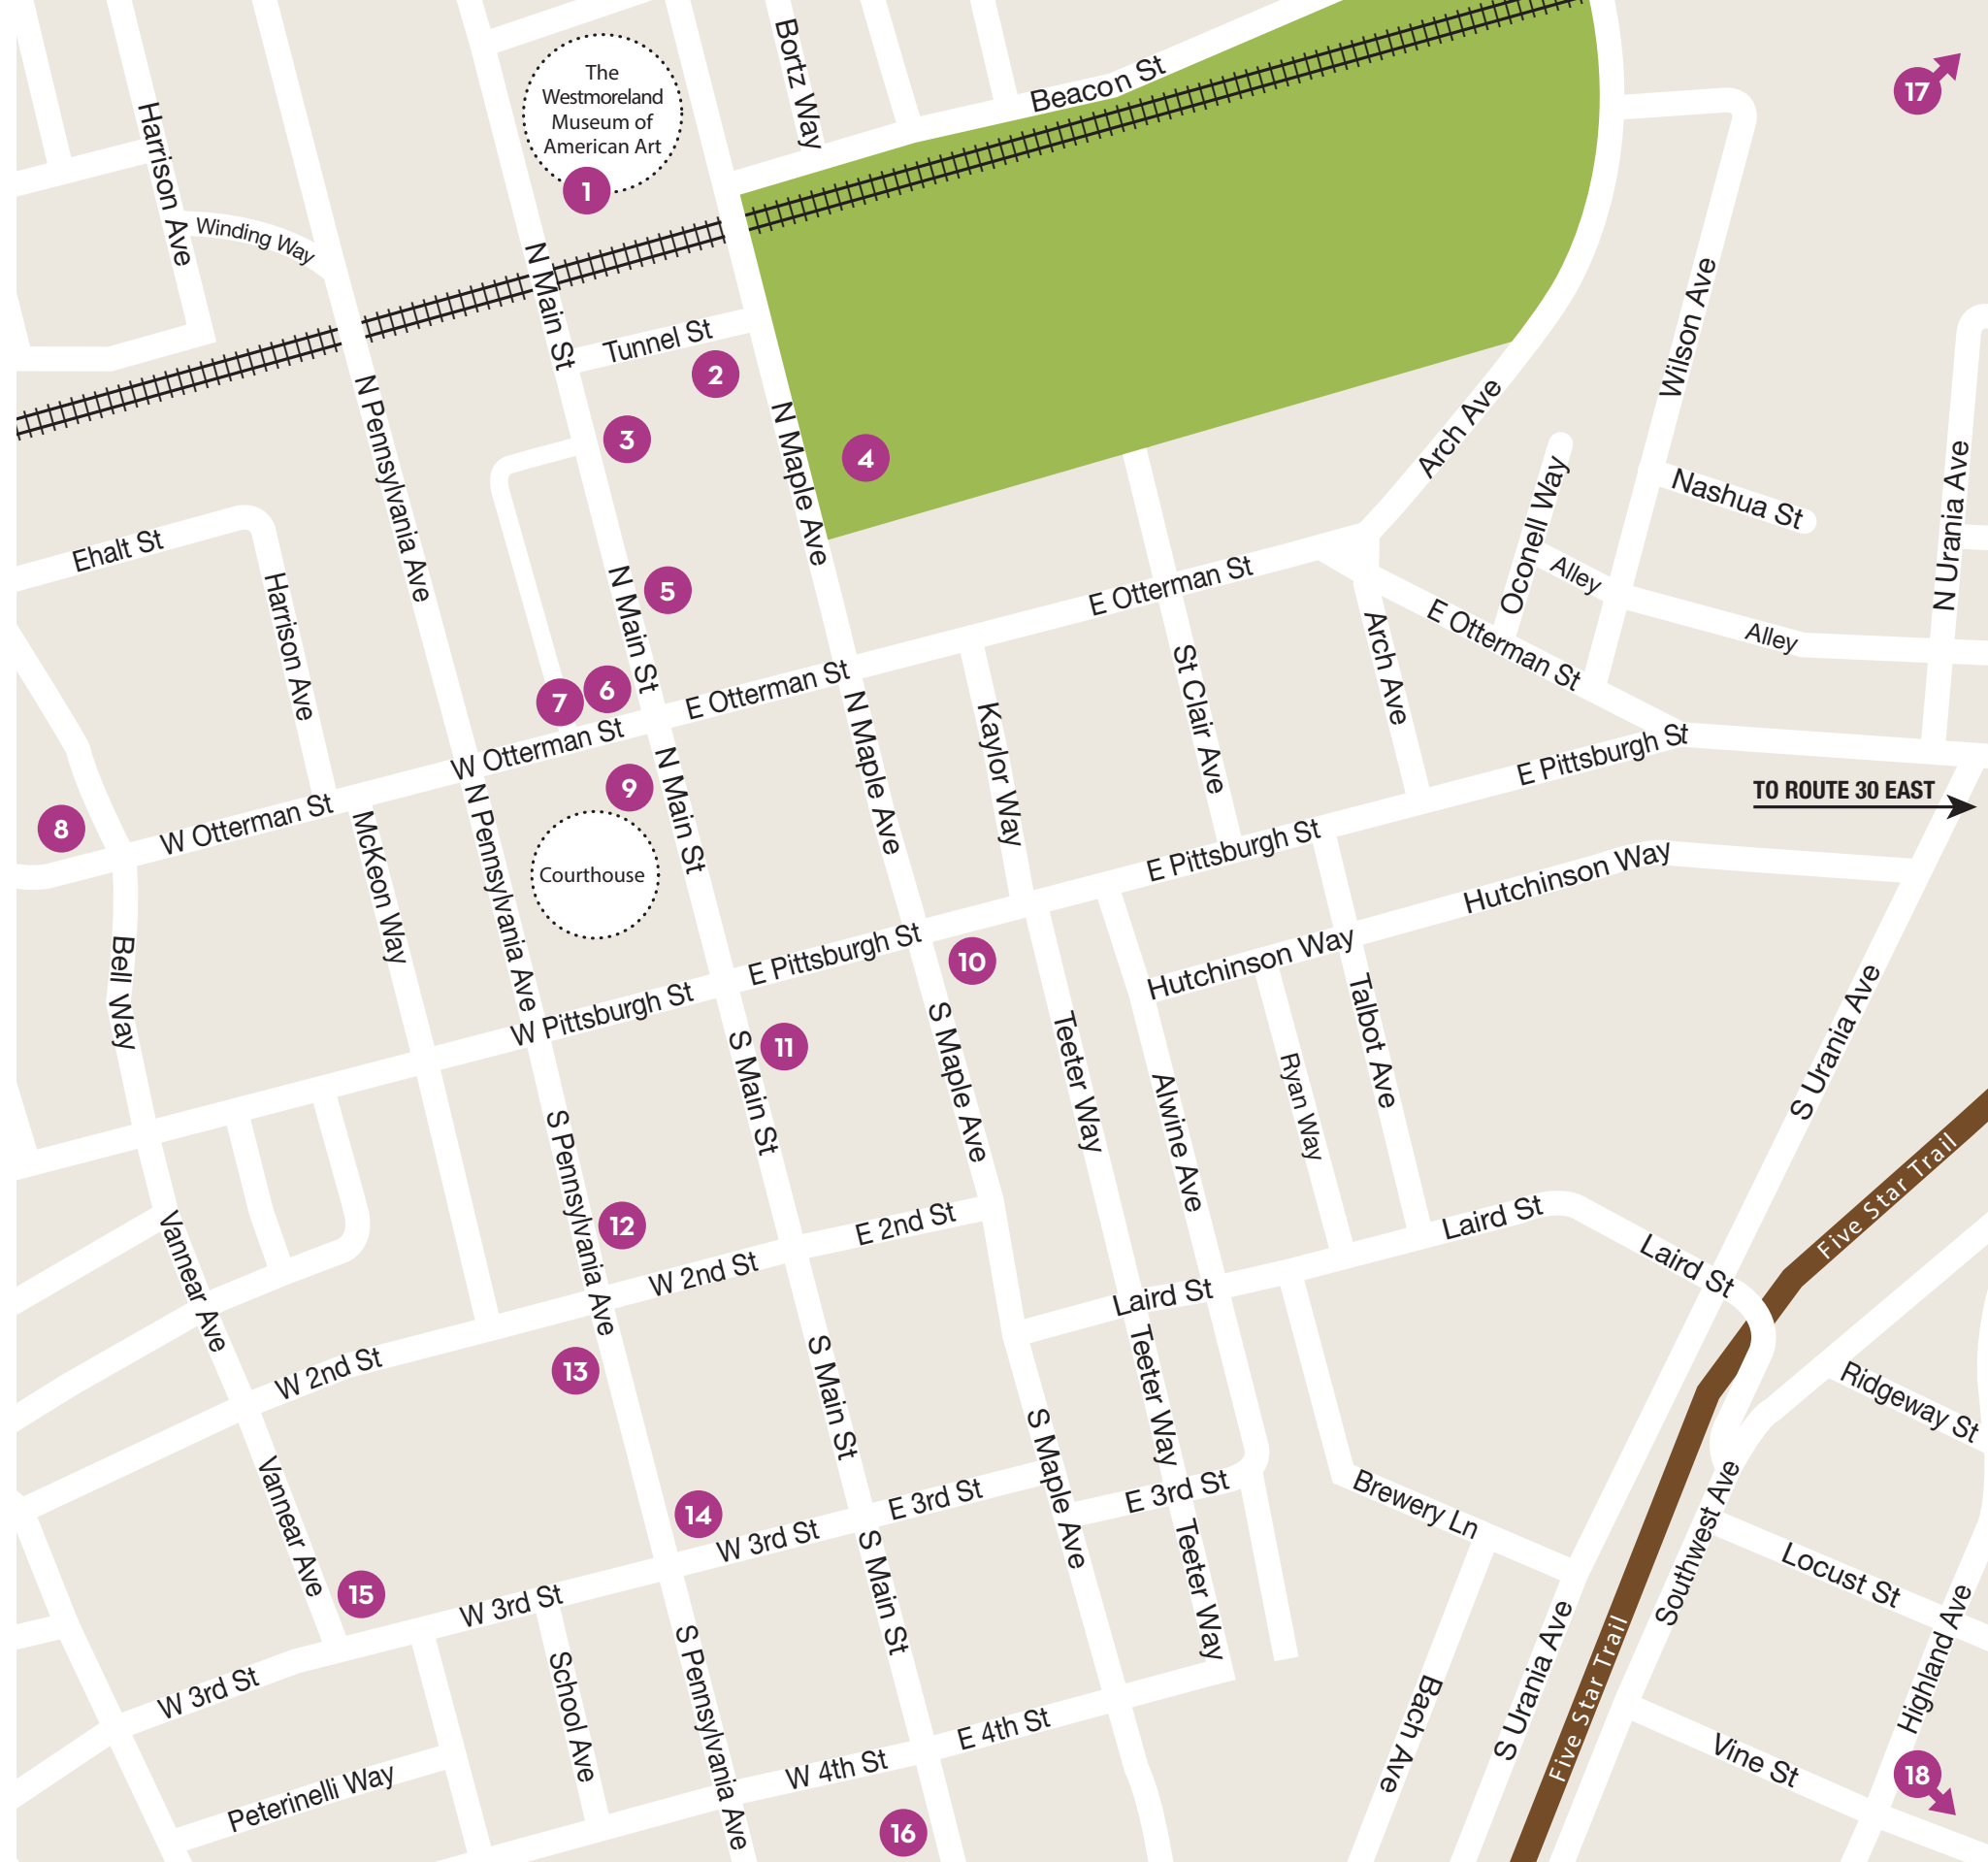 Bortz Way
Beacon St
The
Westmoreland
Museum of
American Art
1
17
Harrison Ave
Winding Way
N Main St
Tunnel St
2
3
4
N Pennsylvania Ave
N Maple Ave
Arch Ave
Wilson Ave
Nashua St
Oconell Way
Alley
Alley
N Urania Ave
Ehalt St
Harrison Ave
N Main St
5
6
7
E Otterman St
E Otterman St
E Otterman St
W Otterman St
W Otterman St
8
9
Courthouse
N Pennsylvania Ave
McKeon Way
N Main St
N Maple Ave
Kaylor Way
St Clair Ave
Arch Ave
E Pittsburgh St
TO ROUTE 30 EAST
E Pittsburgh St
Hutchinson Way
Hutchinson Way
E Pittsburgh St
W Pittsburgh St
10
11
Bell Way
S Main St
S Maple Ave
Teeter Way
Alwine Ave
Ryan Way
Talbot Ave
S Urania Ave
Five Star Trail
S Pennsylvania Ave
12
Vannear Ave
E 2nd St
W 2nd St
W 2nd St
Laird St
Laird St
Laird St
13
S Main St
Teeter Way
S Maple Ave
Ridgeway St
Vannear Ave
14
15
E 3rd St
E 3rd St
W 3rd St
W 3rd St
W 3rd St
Brewery Ln
Southwest Ave
Locust St
Highland Ave
S Main St
Teeter Way
S Urania Ave
Five Star Trail
Bach Ave
Vine St
School Ave
S Pennsylvania Ave
E 4th St
W 4th St
Peterinelli Way
16
18